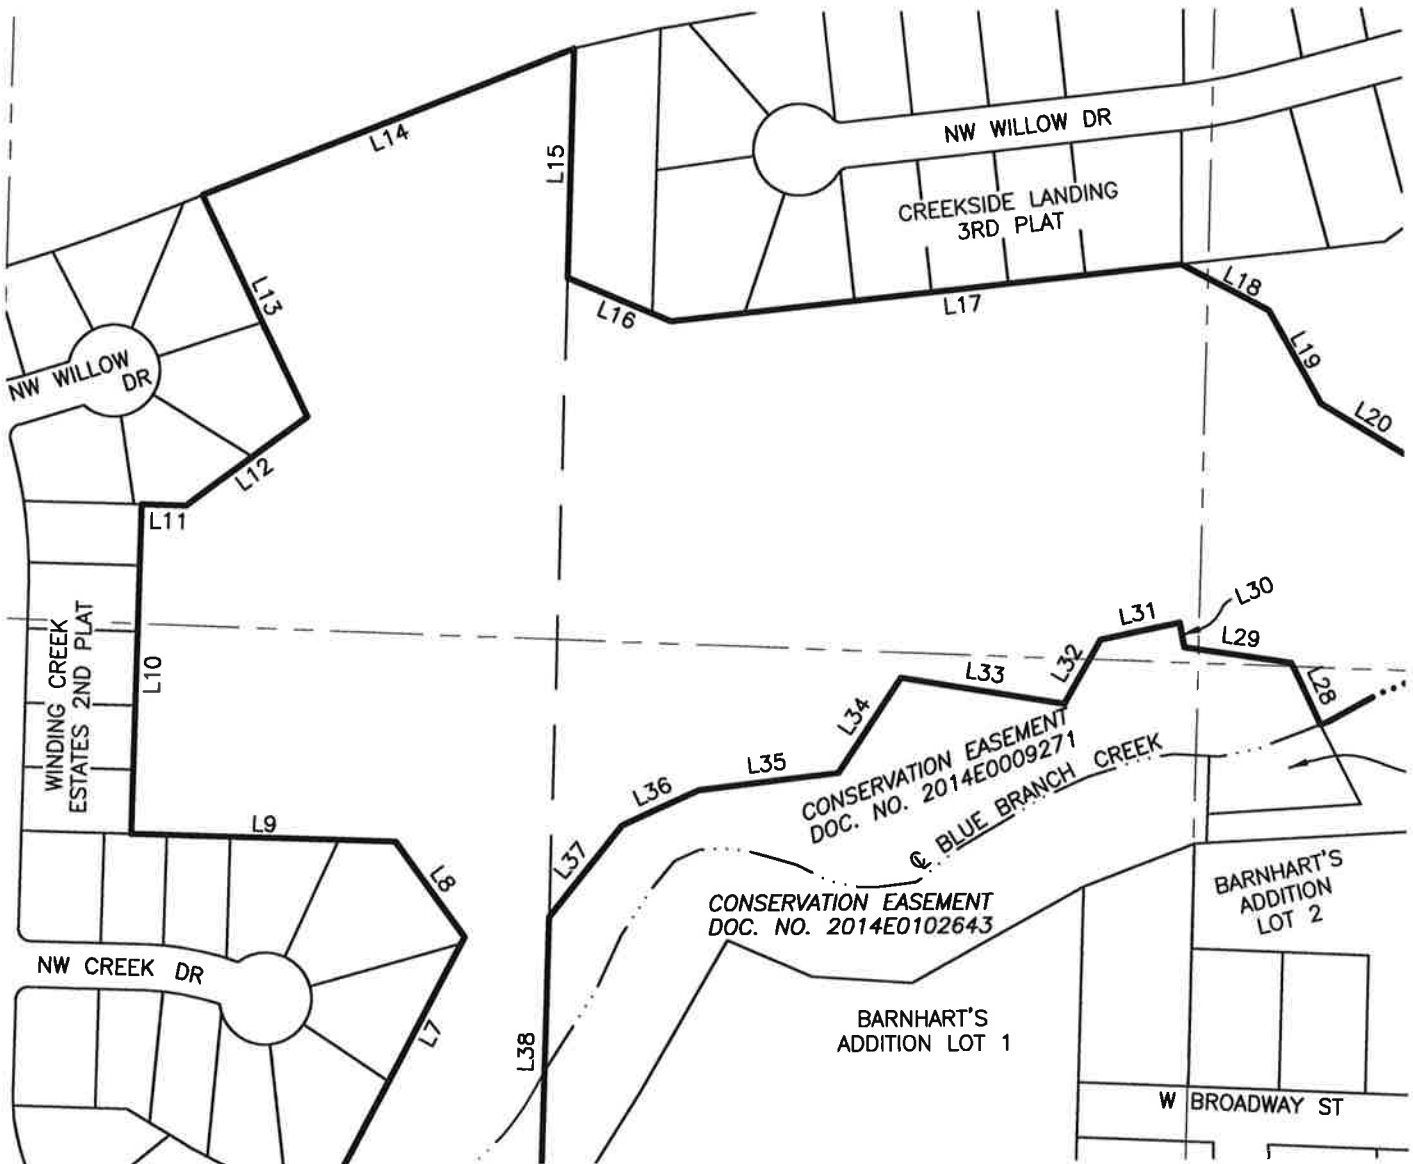 L14
L15
NW WILLOW DR
CREEKSIDE LANDING
3RD PLAT
L13
L16
L17
L18
L19
L20
NW WILLOW
DR
L12
L11
WINDING CREEK
ESTATES 2ND PLAT
L10
L30
L31
L29
L32
L33
L28
L34
CONSERVATION EASEMENT
DOC. NO. 2014E0009271
℄ BLUE BRANCH CREEK
L35
L36
L9
L37
L8
CONSERVATION EASEMENT
DOC. NO. 2014E0102643
BARNHART'S
ADDITION
LOT 2
NW CREEK DR
L7
L38
BARNHART'S
ADDITION LOT 1
W BROADWAY ST